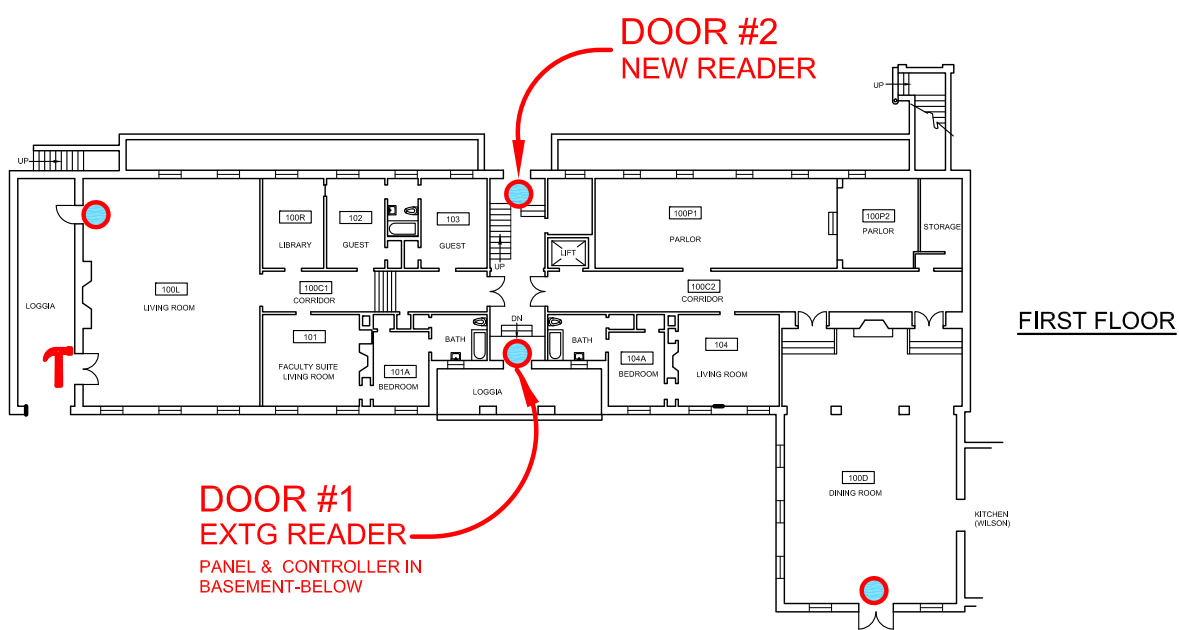 DOOR #2
NEW READER
UP
UP
100R
LIBRARY
102
GUEST
103
GUEST
UP
LIFT
100P1
PARLOR
100P2
PARLOR
STORAGE
LOGGIA
100L
LIVING ROOM
100C1
CORRIDOR
100C2
CORRIDOR
DN
101
FACULTY SUITE
LIVING ROOM
101A
BEDROOM
BATH
BATH
104A
BEDROOM
104
LIVING ROOM
LOGGIA
FIRST FLOOR
DOOR #1
EXTG READER
PANEL & CONTROLLER IN
BASEMENT-BELOW
100D
DINING ROOM
KITCHEN
(WILSON)